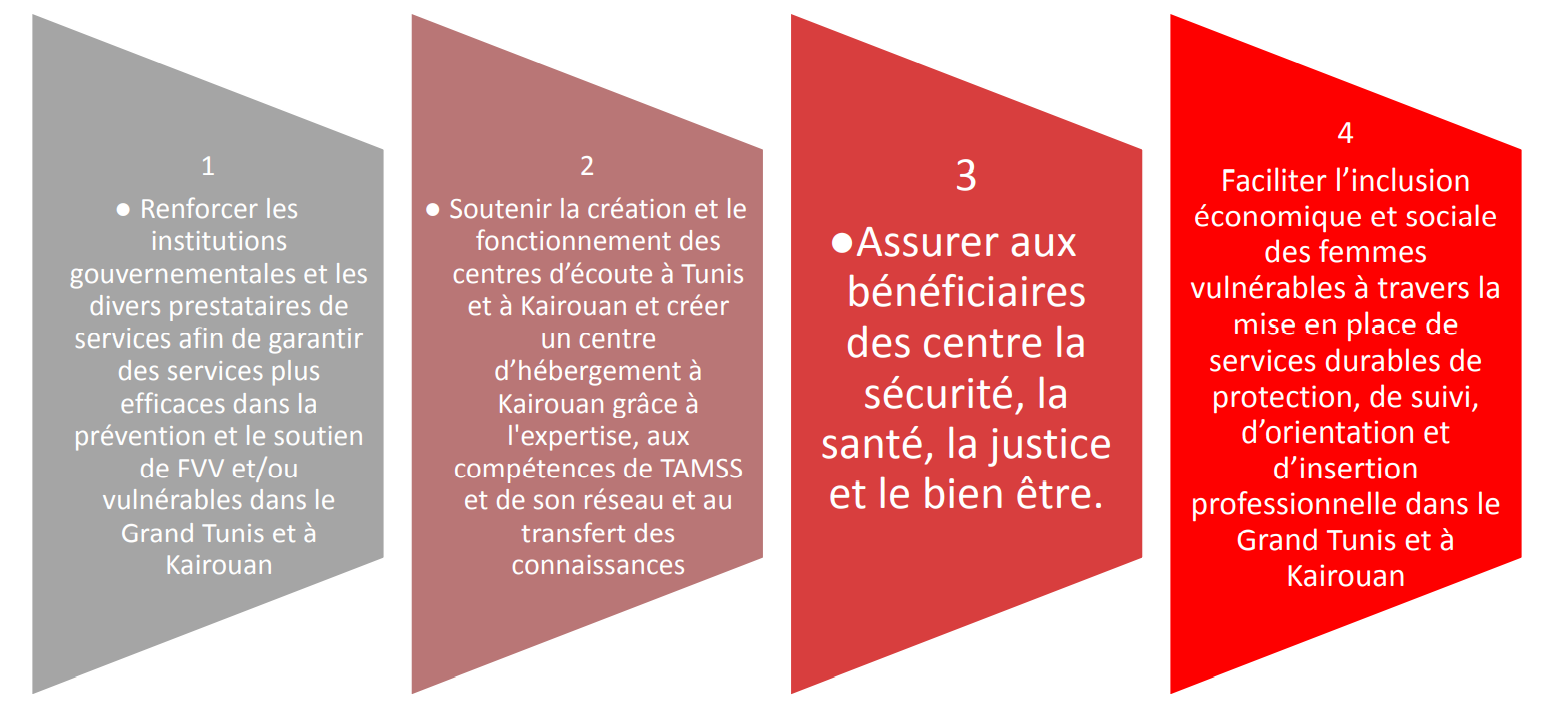 1
● Renforcer les
institutions
gouvernementales et les
divers prestataires de
services afin de garantir
des services plus
efficaces dans la
prévention et le soutien
de FVV et/ou
vulnérables dans le
Grand Tunis et à
Kairouan
2
● Soutenir la création et le
fonctionnement des
centres d’écoute à Tunis
et à Kairouan et créer
un centre
d’hébergement à
Kairouan grâce à
l'expertise, aux
compétences de TAMSS
et de son réseau et au
transfert des
connaissances
3
●Assurer aux
bénéficiaires
des centre la
sécurité, la
santé, la justice
et le bien être.
4
Faciliter l’inclusion
économique et sociale
des femmes
vulnérables à travers la
mise en place de
services durables de
protection, de suivi,
d’orientation et
d’insertion
professionnelle dans le
Grand Tunis et à
Kairouan